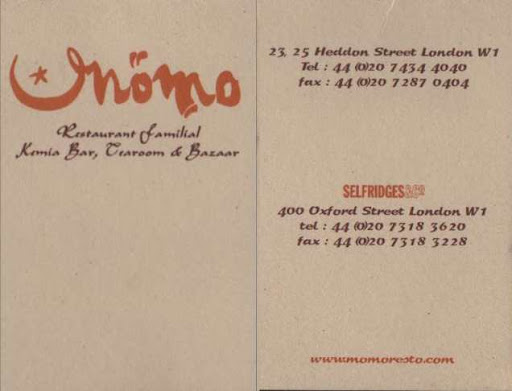 Mömo
Restaurant Familial
Kemia Bar, Tearoom & Bazaar
23, 25 Heddon Street London W1
Tel : 44 (0)20 7434 4040
fax : 44 (0)20 7287 0404
SELFRIDGES
400 Oxford Street London W1
tel : 44 (0)20 7318 3620
fax : 44 (0)20 7318 3228
www.momoresto.com